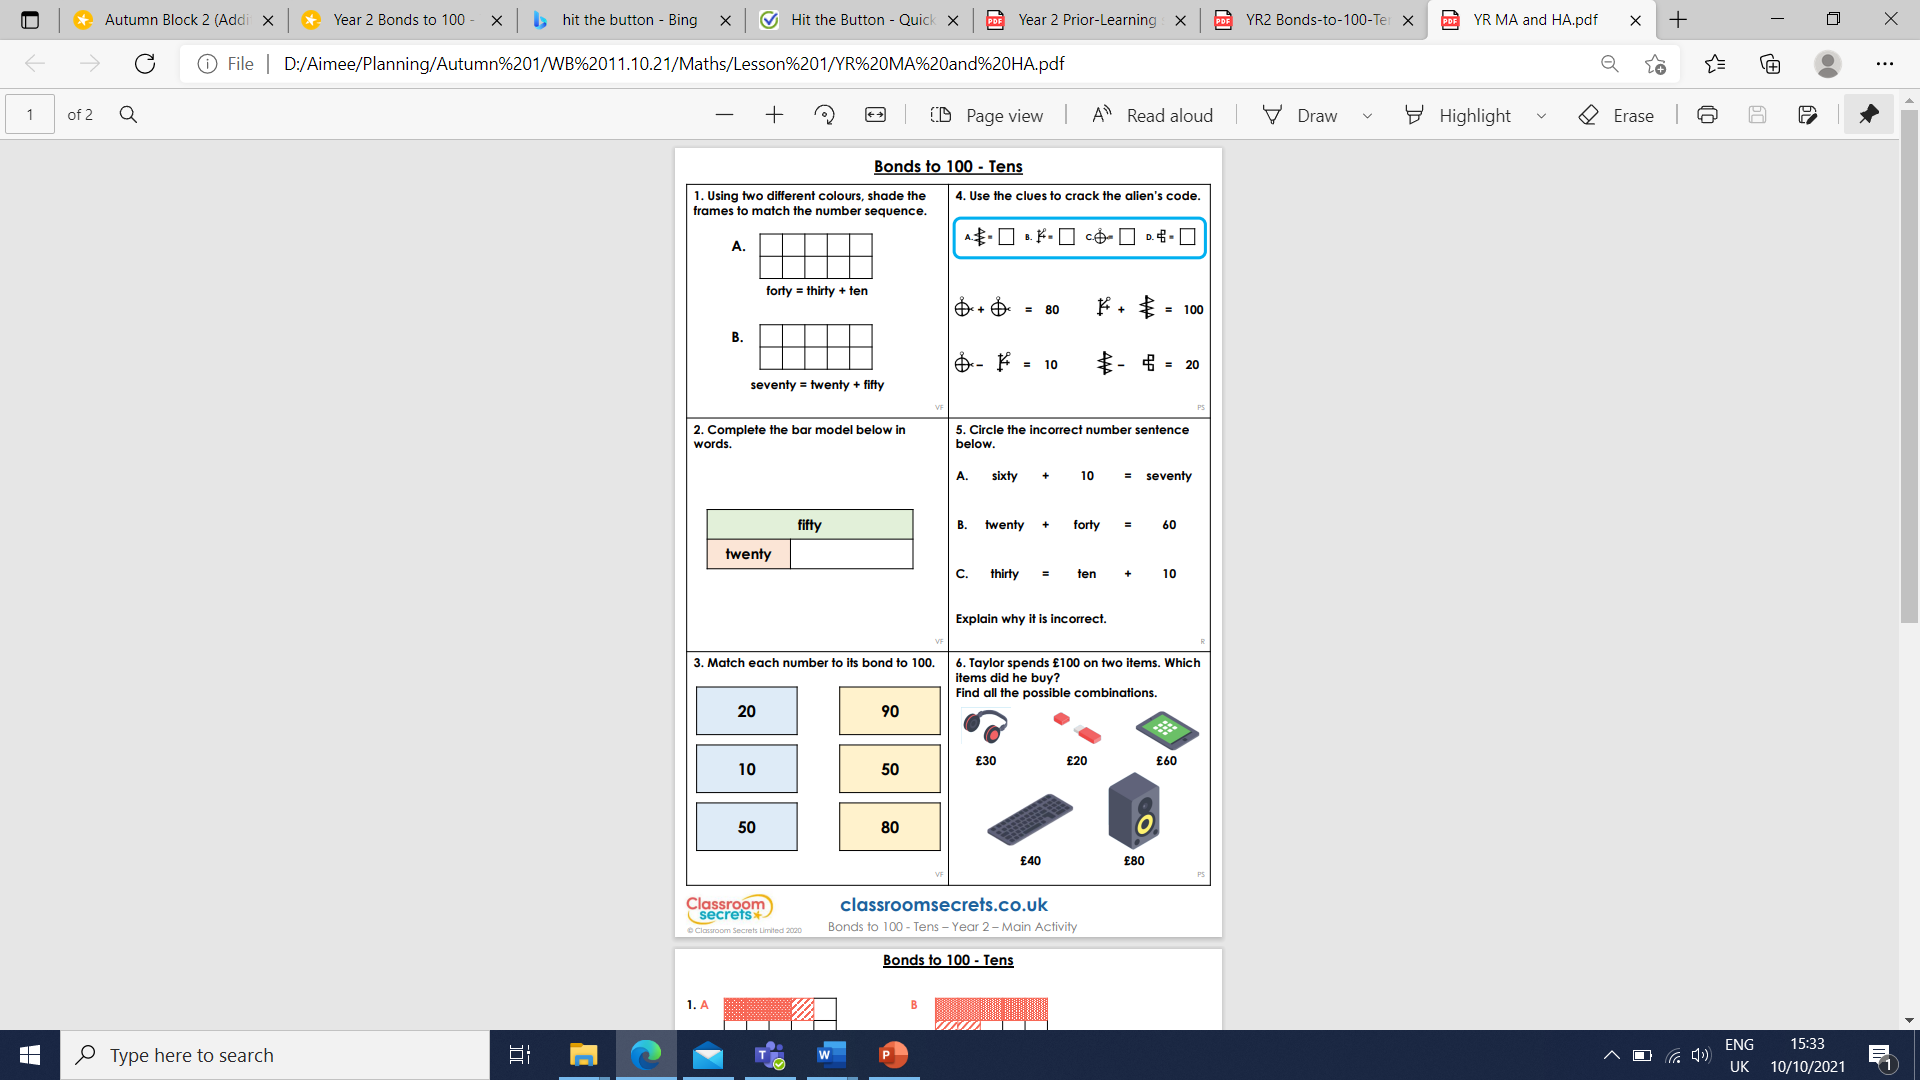 Autumn Block 2 (Addi
Year 2 Bonds to 100 -
hit the button - Bing
Hit the Button - Quick
Year 2 Prior-Learning
YR2 Bonds-to-100-Te
YR MA and HA.pdf
File
D:/Aimee/Planning/Autumn%201/WB%2011.10.21/Maths/Lesson%201/YR%20MA%20and%20HA.pdf
1 of 2
Page view
Read aloud
Draw
Highlight
Erase
Bonds to 100 - Tens
1. Using two different colours, shade the
frames to match the number sequence.
A.
forty = thirty + ten
B.
seventy = twenty + fifty
VF
4. Use the clues to crack the alien's code.
A. = B. = C. = D. =
+ = 80 + = 100
- = 10 - = 20
PS
2. Complete the bar model below in
words.
fifty
twenty
VF
5. Circle the incorrect number sentence
below.
A. sixty + 10 = seventy
B. twenty + forty = 60
C. thirty = ten + 10
Explain why it is incorrect.
R
3. Match each number to its bond to 100.
20 90
10 50
50 80
VF
6. Taylor spends £100 on two items. Which
items did he buy?
Find all the possible combinations.
£30 £20 £60
£40 £80
PS
Classroom
secrets
© Classroom Secrets Limited 2020
classroomsecrets.co.uk
Bonds to 100 - Tens – Year 2 – Main Activity
Bonds to 100 - Tens
1. A B
Type here to search
ENG
UK
15:33
10/10/2021
1